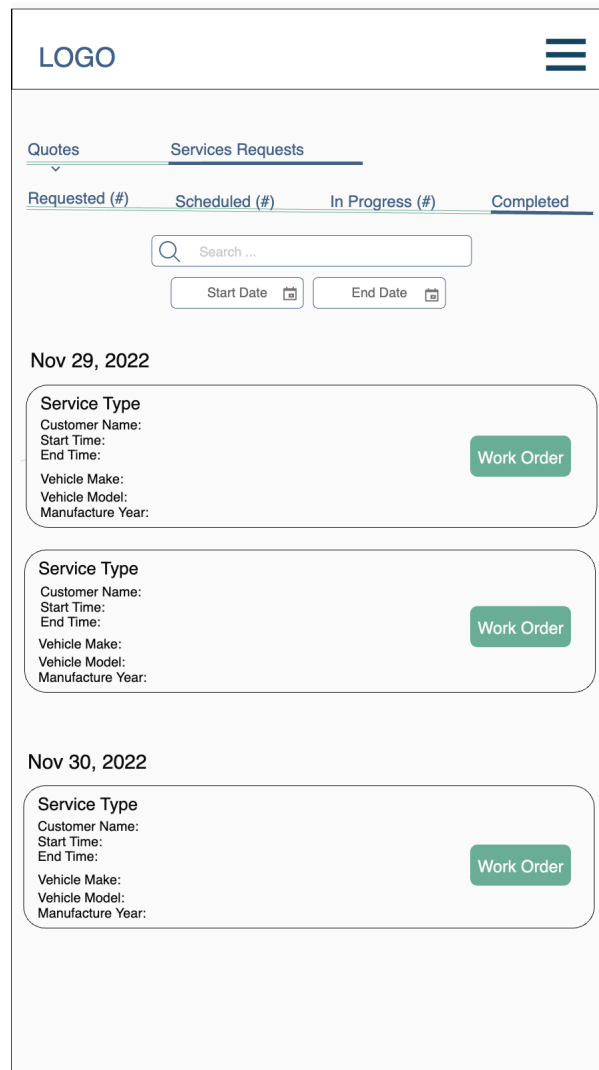 LOGO
Quotes Services Requests
Requested (#) Scheduled (#) In Progress (#) Completed
Search ...
Start Date End Date
Nov 29, 2022
Service Type
Customer Name:
Start Time:
End Time:
Work Order
Vehicle Make:
Vehicle Model:
Manufacture Year:
Service Type
Customer Name:
Start Time:
End Time:
Work Order
Vehicle Make:
Vehicle Model:
Manufacture Year:
Nov 30, 2022
Service Type
Customer Name:
Start Time:
End Time:
Work Order
Vehicle Make:
Vehicle Model:
Manufacture Year: